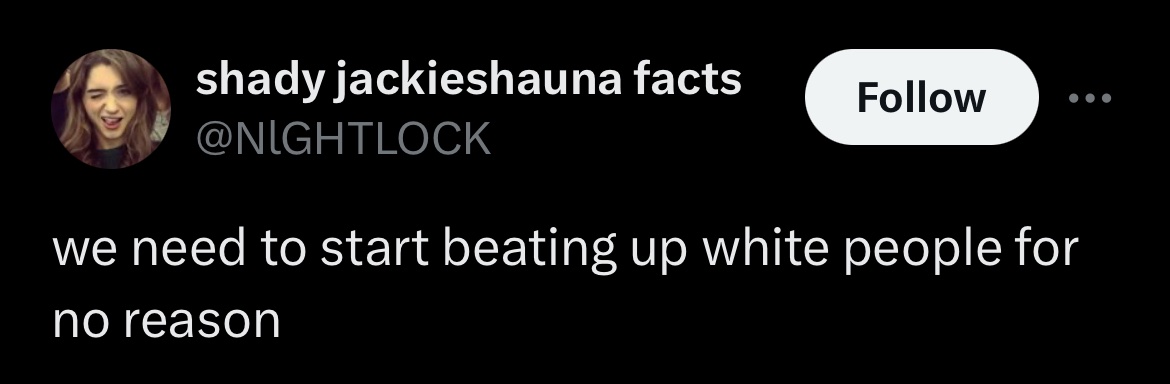 shady jackieshauna facts
Follow
@NlGHTLOCK
we need to start beating up white people for
no reason